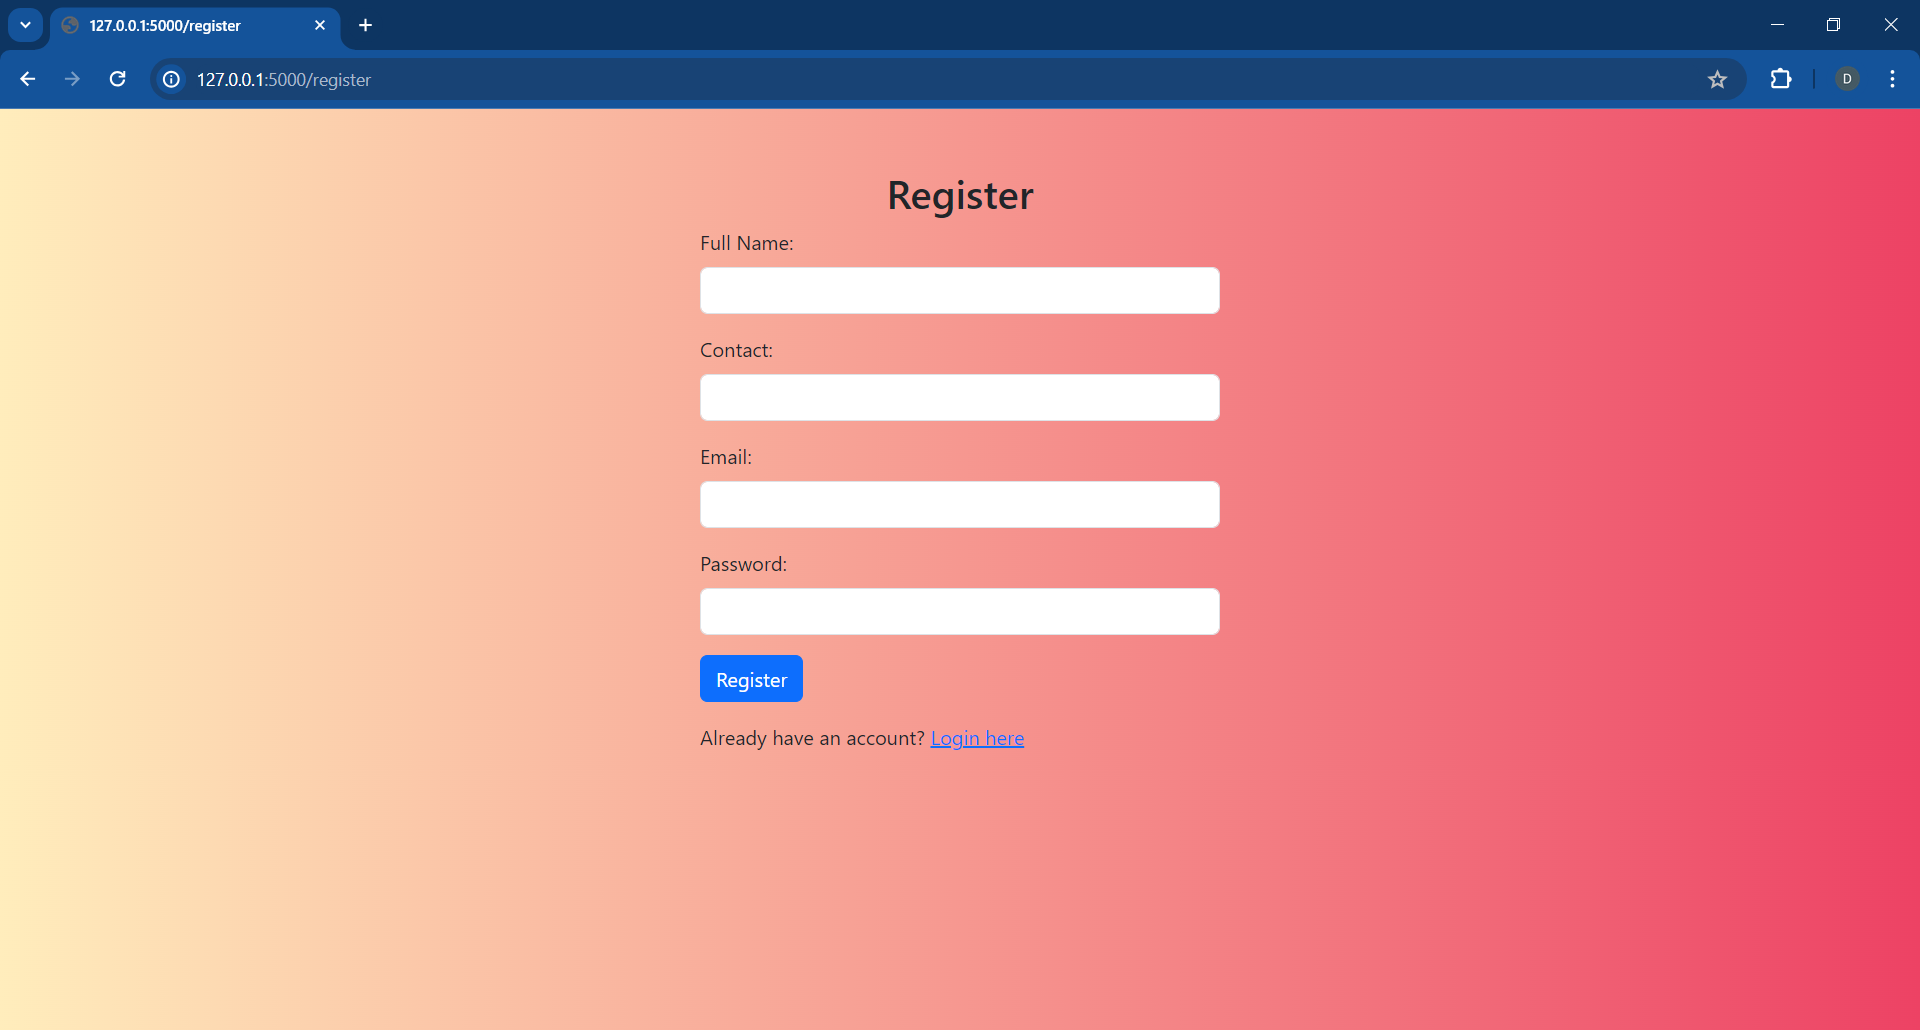 127.0.0.1:5000/register
127.0.0.1:5000/register
D
Register
Full Name:
Contact:
Email:
Password:
Register
Already have an account? Login here